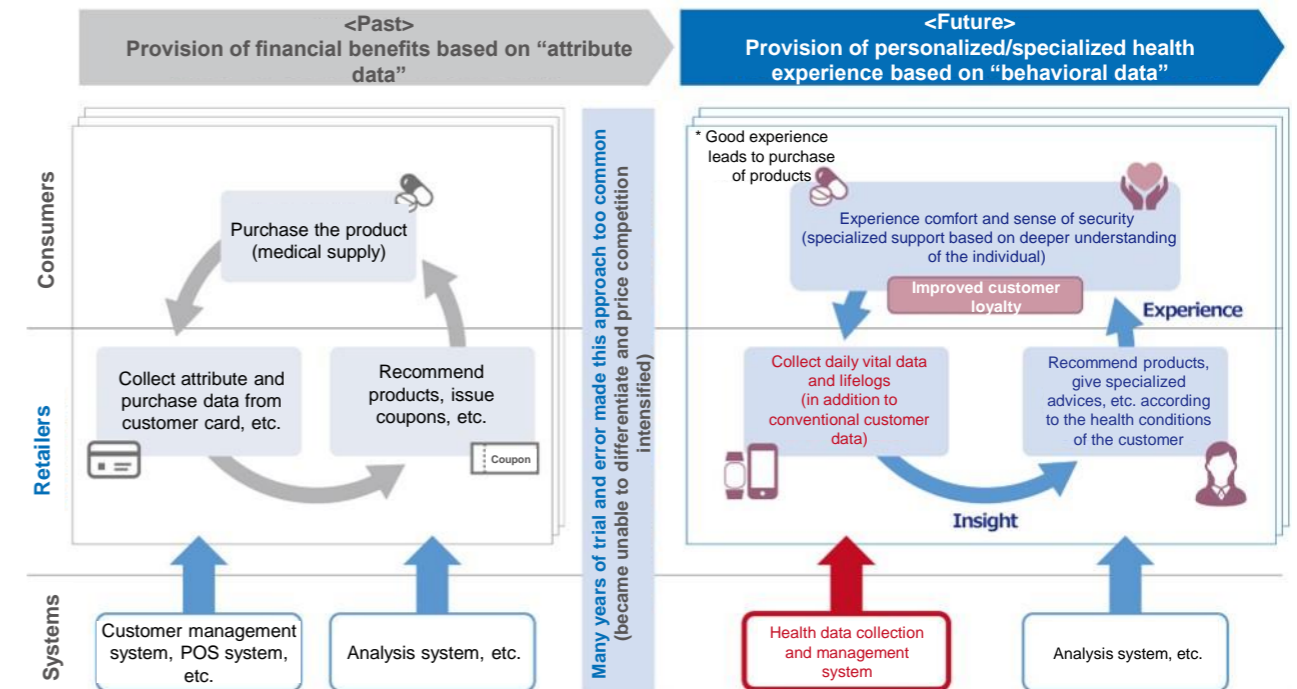 <Past>
Provision of financial benefits based on “attribute
data”
<Future>
Provision of personalized/specialized health
experience based on “behavioral data”
Consumers
Retailers
Systems
Purchase the product
(medical supply)
Collect attribute and
purchase data from
customer card, etc.
Recommend
products, issue
coupons, etc.
Coupon
Customer management
system, POS system,
etc.
Analysis system, etc.
Many years of trial and error made this approach too common
(became unable to differentiate and price competition
intensified)
* Good experience
leads to purchase
of products
Experience comfort and sense of security
(specialized support based on deeper understanding
of the individual)
Improved customer
loyalty
Experience
Collect daily vital data
and lifelogs
(in addition to
conventional customer
data)
Recommend products,
give specialized
advices, etc. according
to the health conditions
of the customer
Insight
Health data collection
and management
system
Analysis system, etc.